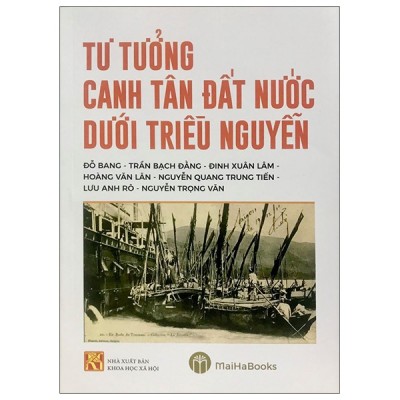 TƯ TƯỞNG
CANH TÂN ĐẤT NƯỚC
DƯỚI TRIỀU NGUYỄN
ĐỖ BANG - TRẦN BẠCH ĐẰNG - ĐINH XUÂN LÂM -
HOÀNG VĂN LÂN - NGUYỄN QUANG TRUNG TIẾN -
LƯU ANH RÔ - NGUYỄN TRỌNG VĂN
NHÀ XUẤT BẢN
KHOA HỌC XÃ HỘI
MaiHaBooks